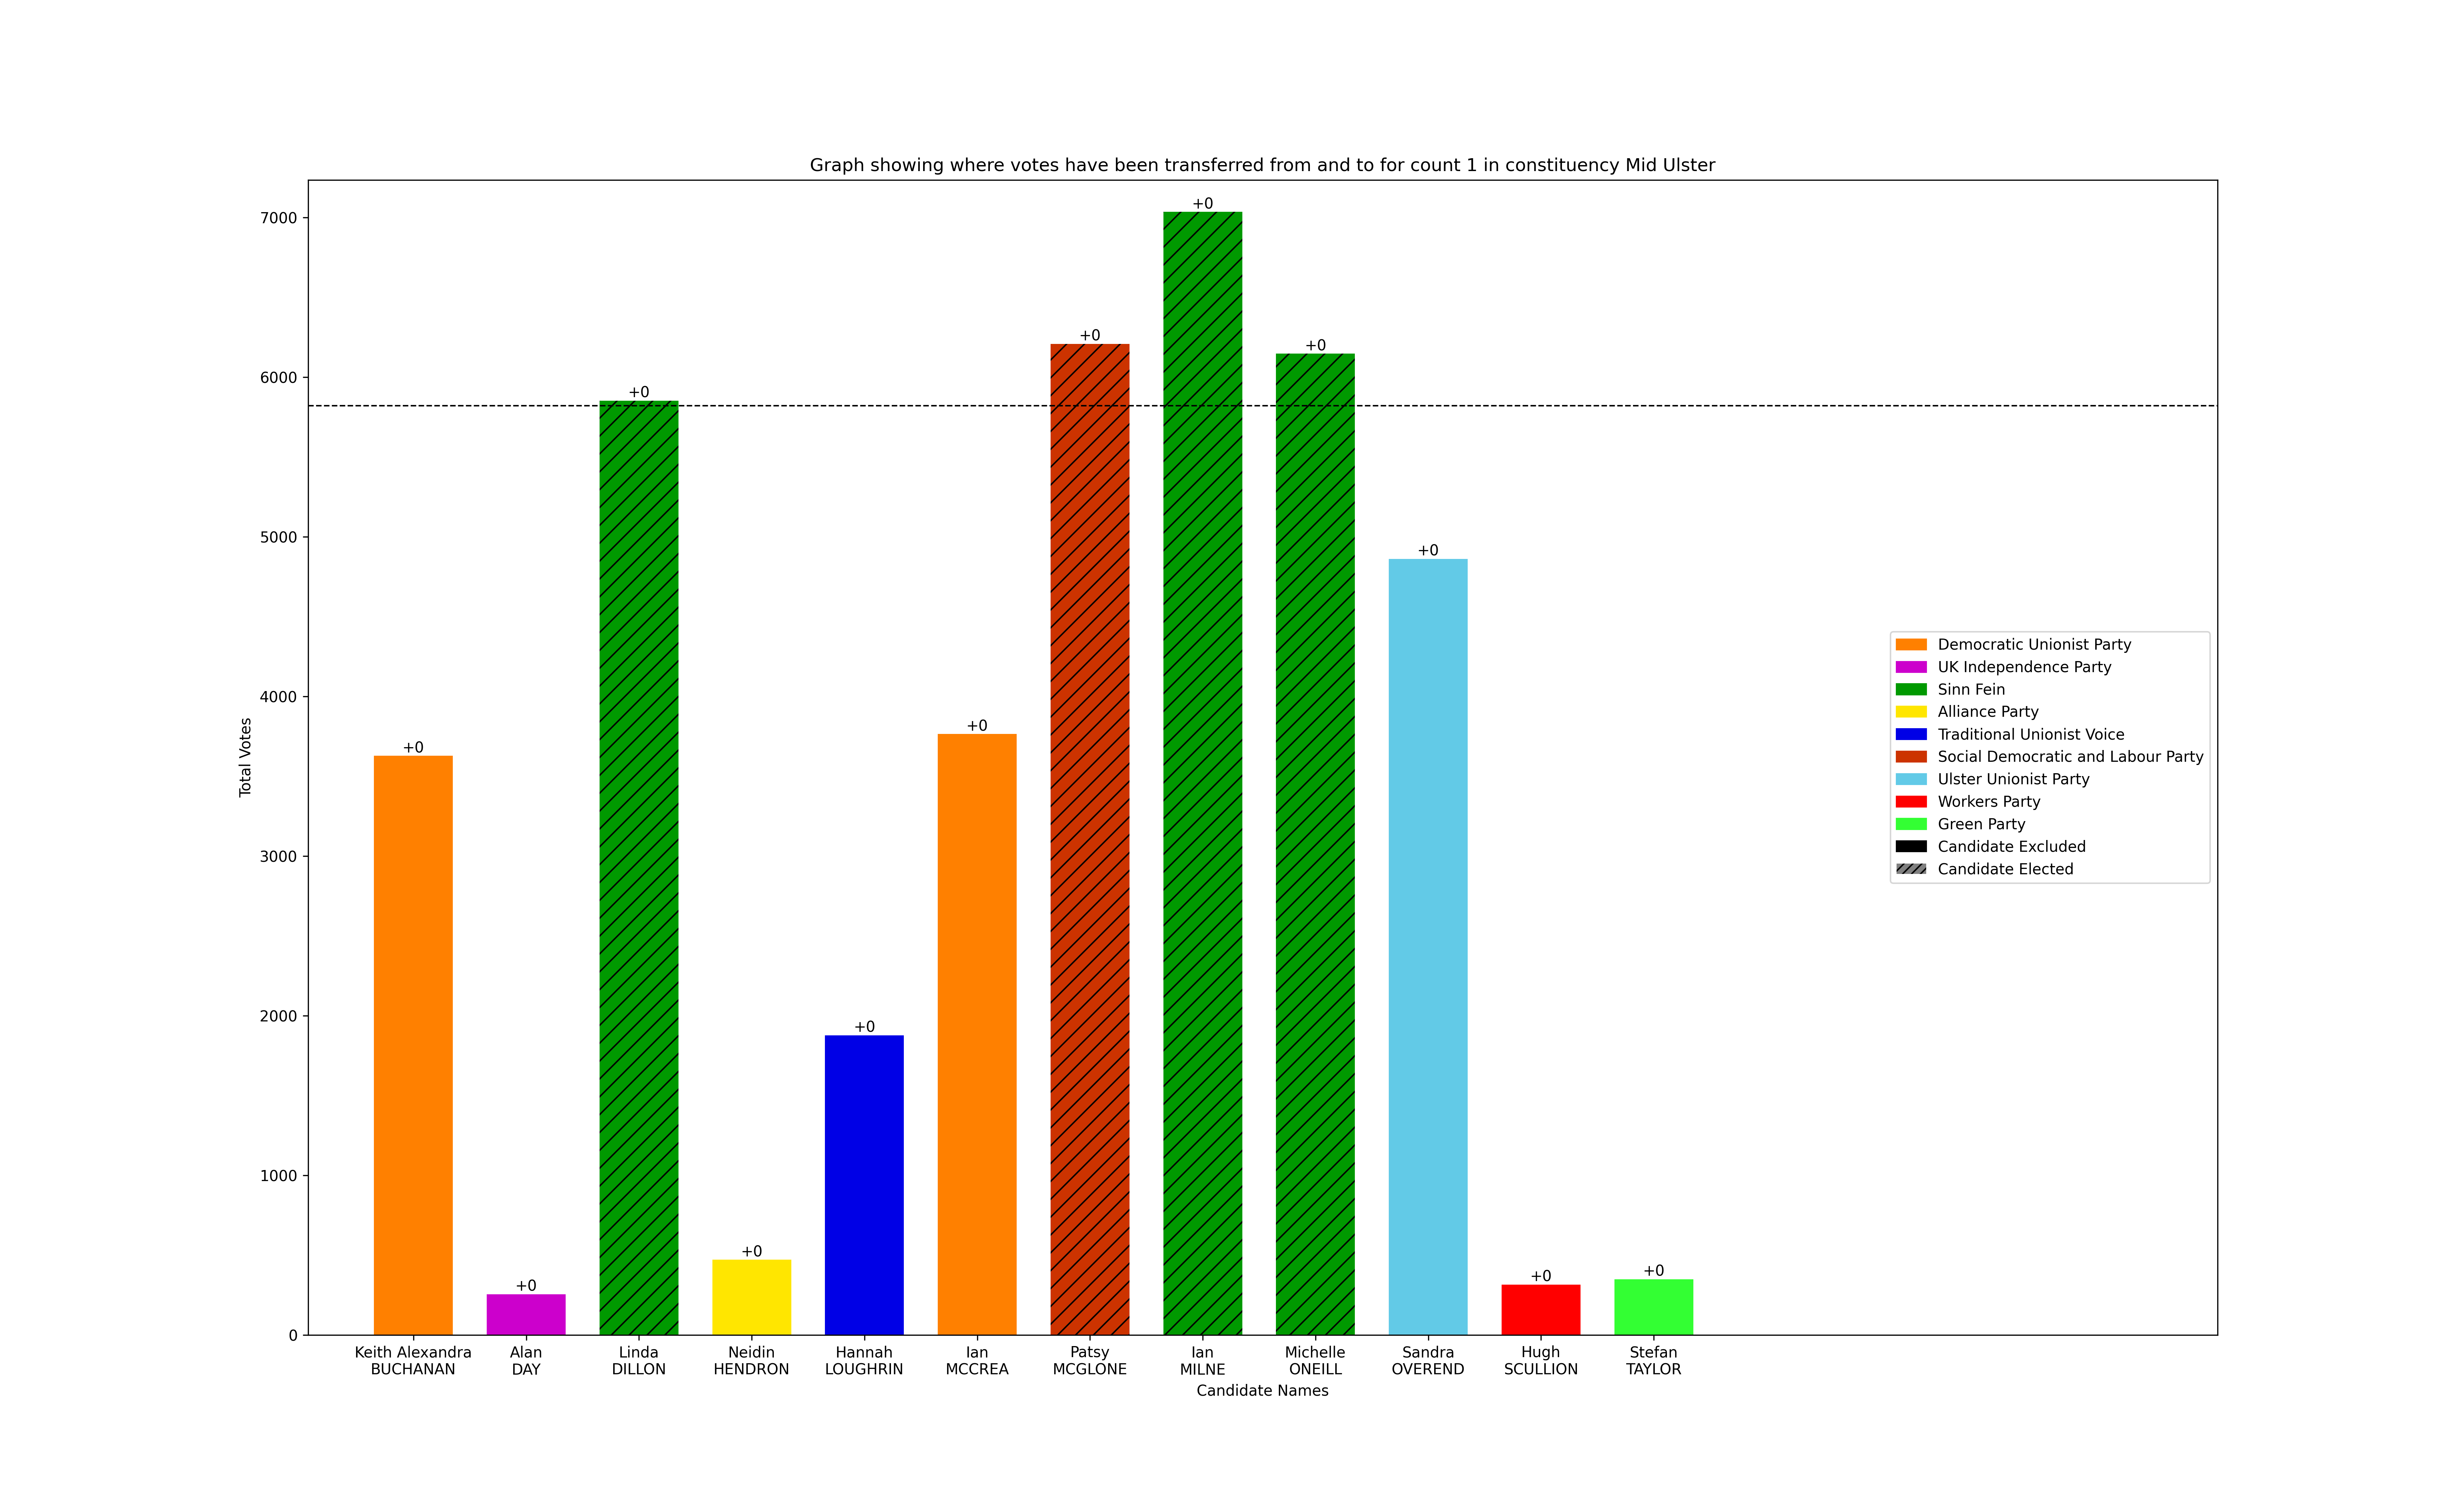 Graph showing where votes have been transferred from and to for count 1 in constituency Mid Ulster
Total Votes
7000
6000
5000
4000
3000
2000
1000
0
+0
+0
+0
+0
+0
+0
+0
+0
+0
+0
+0
+0
Democratic Unionist Party
UK Independence Party
Sinn Fein
Alliance Party
Traditional Unionist Voice
Social Democratic and Labour Party
Ulster Unionist Party
Workers Party
Green Party
Candidate Excluded
Candidate Elected
Keith Alexandra
BUCHANAN
Alan
DAY
Linda
DILLON
Neidin
HENDRON
Hannah
LOUGHRIN
Ian
MCCREA
Patsy
MCGLONE
Ian
MILNE
Michelle
ONEILL
Sandra
OVEREND
Hugh
SCULLION
Stefan
TAYLOR
Candidate Names